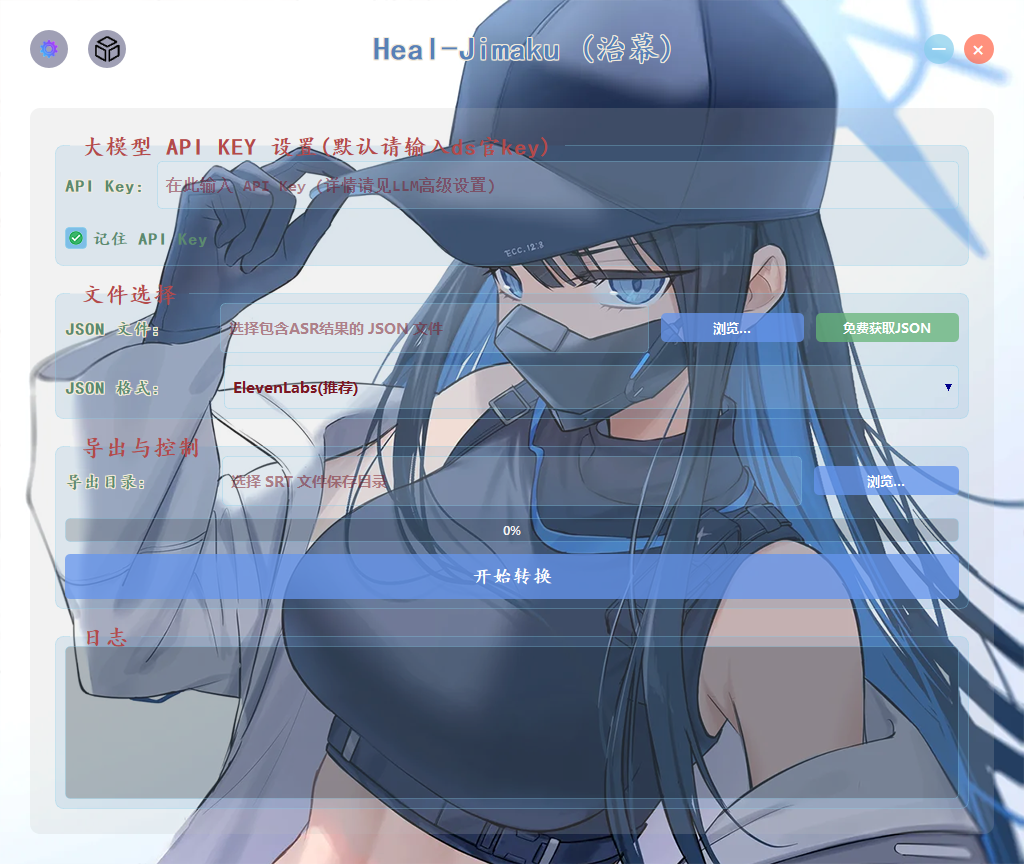 Heal-Jimaku (治幕)
大模型 API KEY 设置(默认请输入ds官key)
API Key: 在此输入 API Key (详情请见LLM高级设置)
记住 API Key
文件选择
JSON 文件: 选择包含ASR结果的 JSON 文件 浏览... 免费获取JSON
JSON 格式: ElevenLabs(推荐)
导出与控制
导出目录: 选择 SRT 文件保存目录 浏览...
0%
开始转换
日志